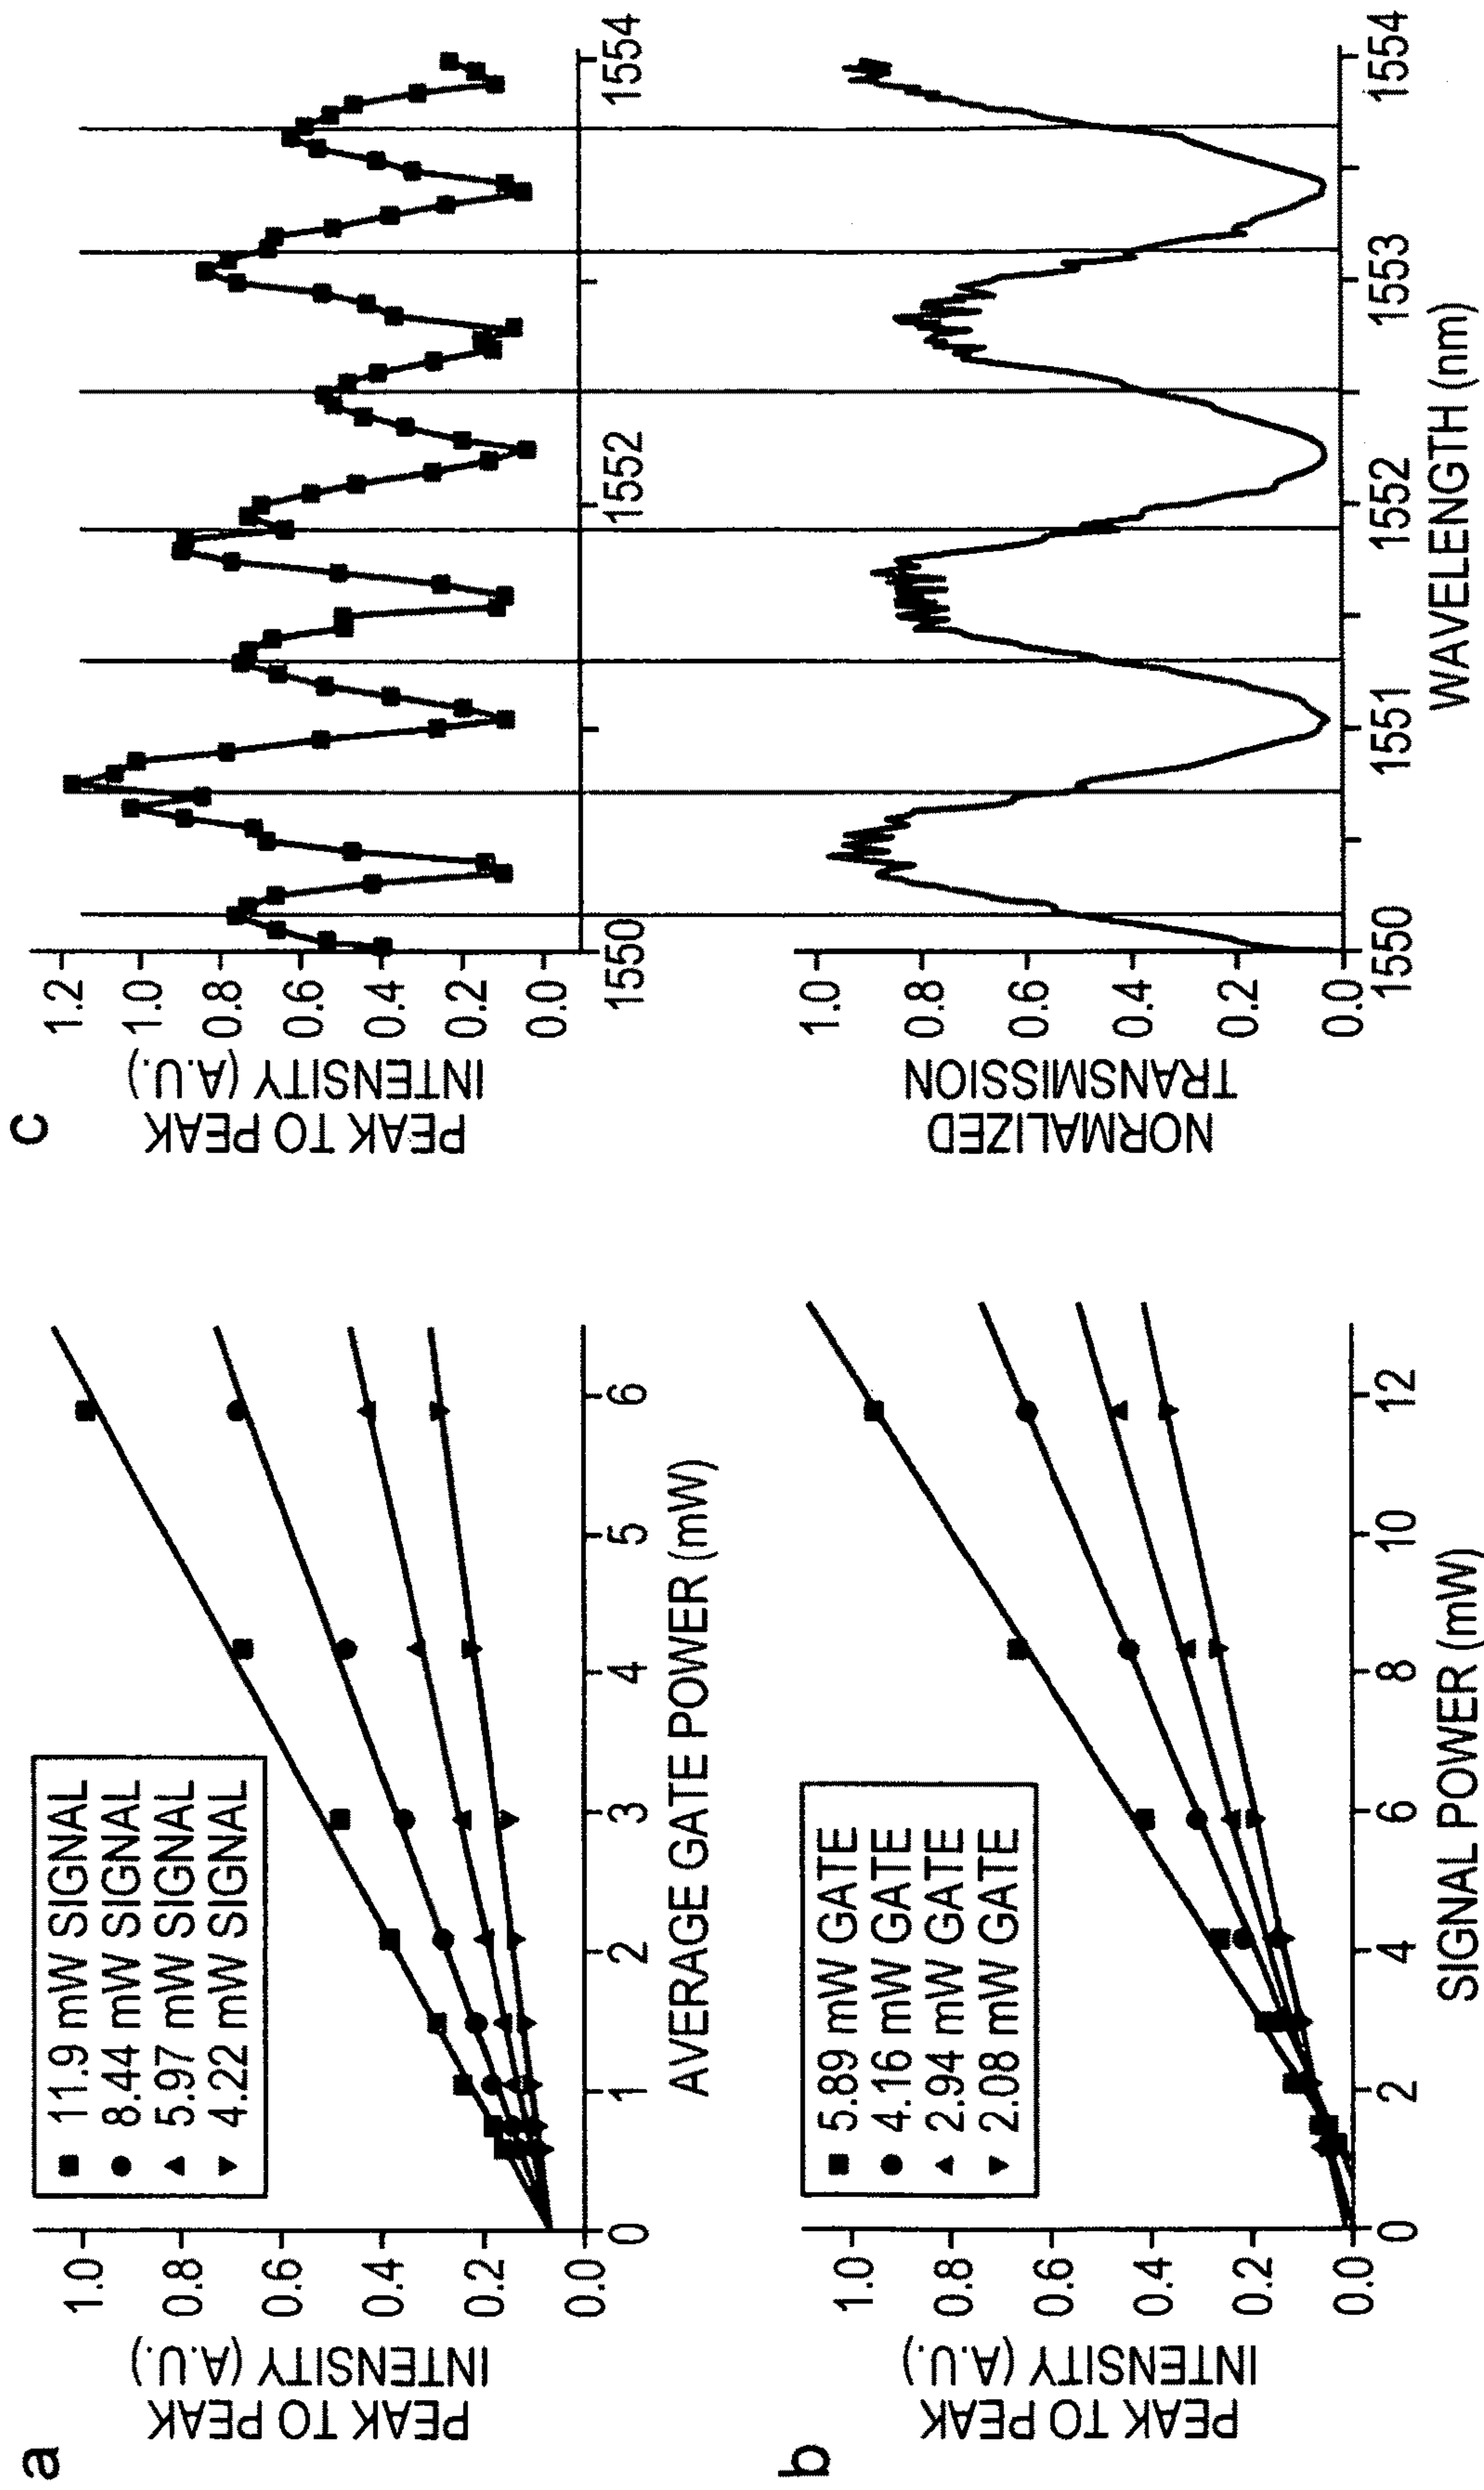 a
PEAK TO PEAK
INTENSITY (A.U.)
1.0
0.8
0.6
0.4
0.2
0.0
11.9 mW SIGNAL
8.44 mW SIGNAL
5.97 mW SIGNAL
4.22 mW SIGNAL
0 1 2 3 4 5 6
AVERAGE GATE POWER (mW)
b
PEAK TO PEAK
INTENSITY (A.U.)
1.0
0.8
0.6
0.4
0.2
0.0
5.89 mW GATE
4.16 mW GATE
2.94 mW GATE
2.08 mW GATE
0 2 4 6 8 10 12
SIGNAL POWER (mW)
c
PEAK TO PEAK
INTENSITY (A.U.)
1.2
1.0
0.8
0.6
0.4
0.2
0.0
1550 1552 1554
NORMALIZED
TRANSMISSION
1.0
0.8
0.6
0.4
0.2
0.0
1550 1551 1552 1553 1554
WAVELENGTH (nm)